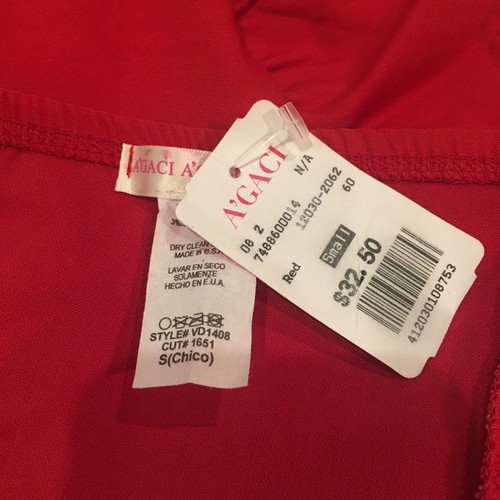 A'GACI A'
DRY CLEAN
MADE IN U.S.
LAVAR EN SECO
SOLAMENTE
HECHO EN E.U.A.
STYLE# VD1408
CUT# 1651
S(Chico)
A'GACI
N/A
08 2
7488600014
12030-2062
60
Red
Small
$32.50
412030108753